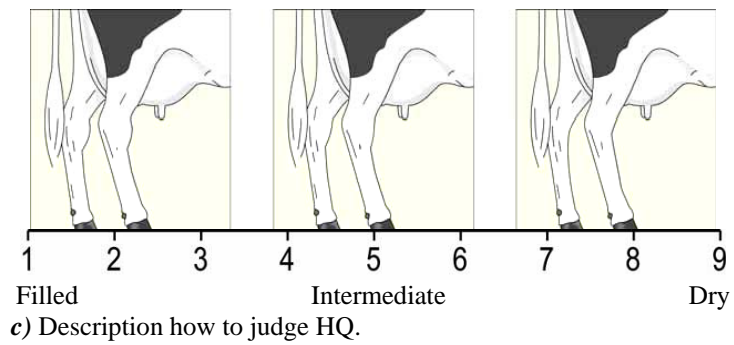 1 2 3 4 5 6 7 8 9
Filled Intermediate Dry
c) Description how to judge HQ.